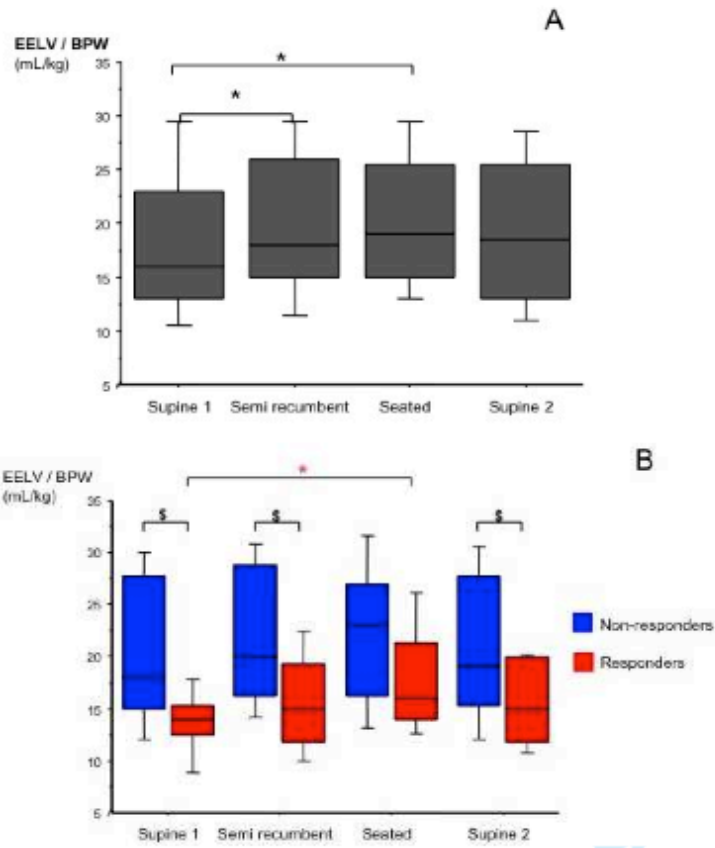 A
EELV / BPW
(mL/kg)
35
30
25
20
15
10
5
*
*
Supine 1 Semi recumbent Seated Supine 2
B
EELV / BPW
(mL/kg)
35
30
25
20
15
10
5
*
$ $ $
Non-responders
Responders
Supine 1 Semi recumbent Seated Supine 2